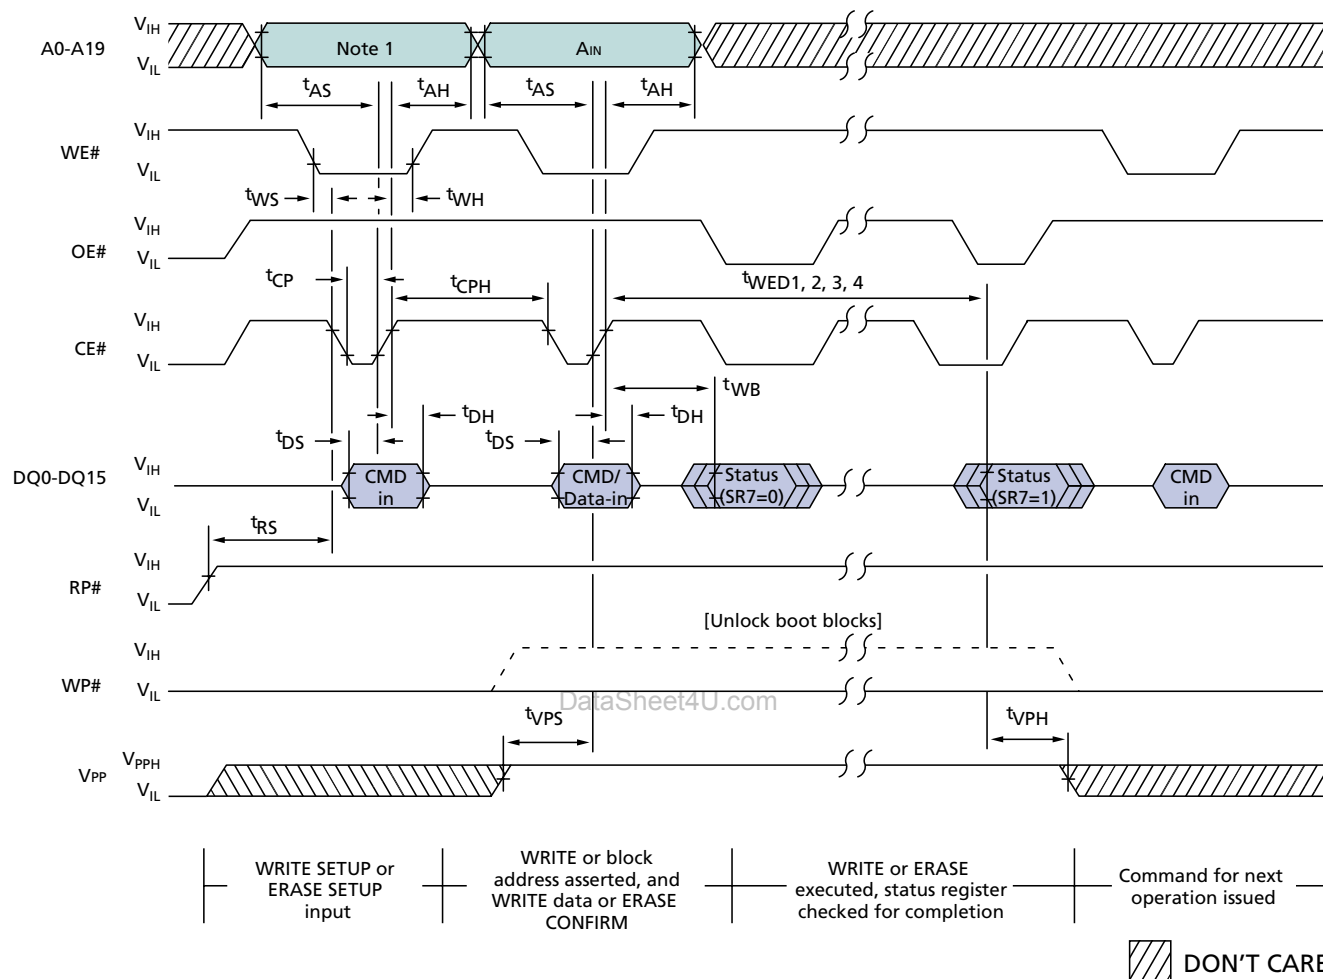 A0-A19
VIH
VIL
Note 1
AIN
tAS
tAH
tAS
tAH
WE#
VIH
VIL
tWS
tWH
OE#
VIH
VIL
tCP
tCPH
tWED1, 2, 3, 4
CE#
VIH
VIL
tWB
tDS
tDH
tDS
tDH
DQ0-DQ15
VIH
VIL
CMD
in
CMD/
Data-in
Status
(SR7=0)
Status
(SR7=1)
CMD
in
tRS
RP#
VIH
VIL
[Unlock boot blocks]
WP#
VIH
VIL
DataSheet4U.com
tVPS
tVPH
VPP
VPPH
VIL
WRITE SETUP or
ERASE SETUP
input
WRITE or block
address asserted, and
WRITE data or ERASE
CONFIRM
WRITE or ERASE
executed, status register
checked for completion
Command for next
operation issued
DON'T CARE